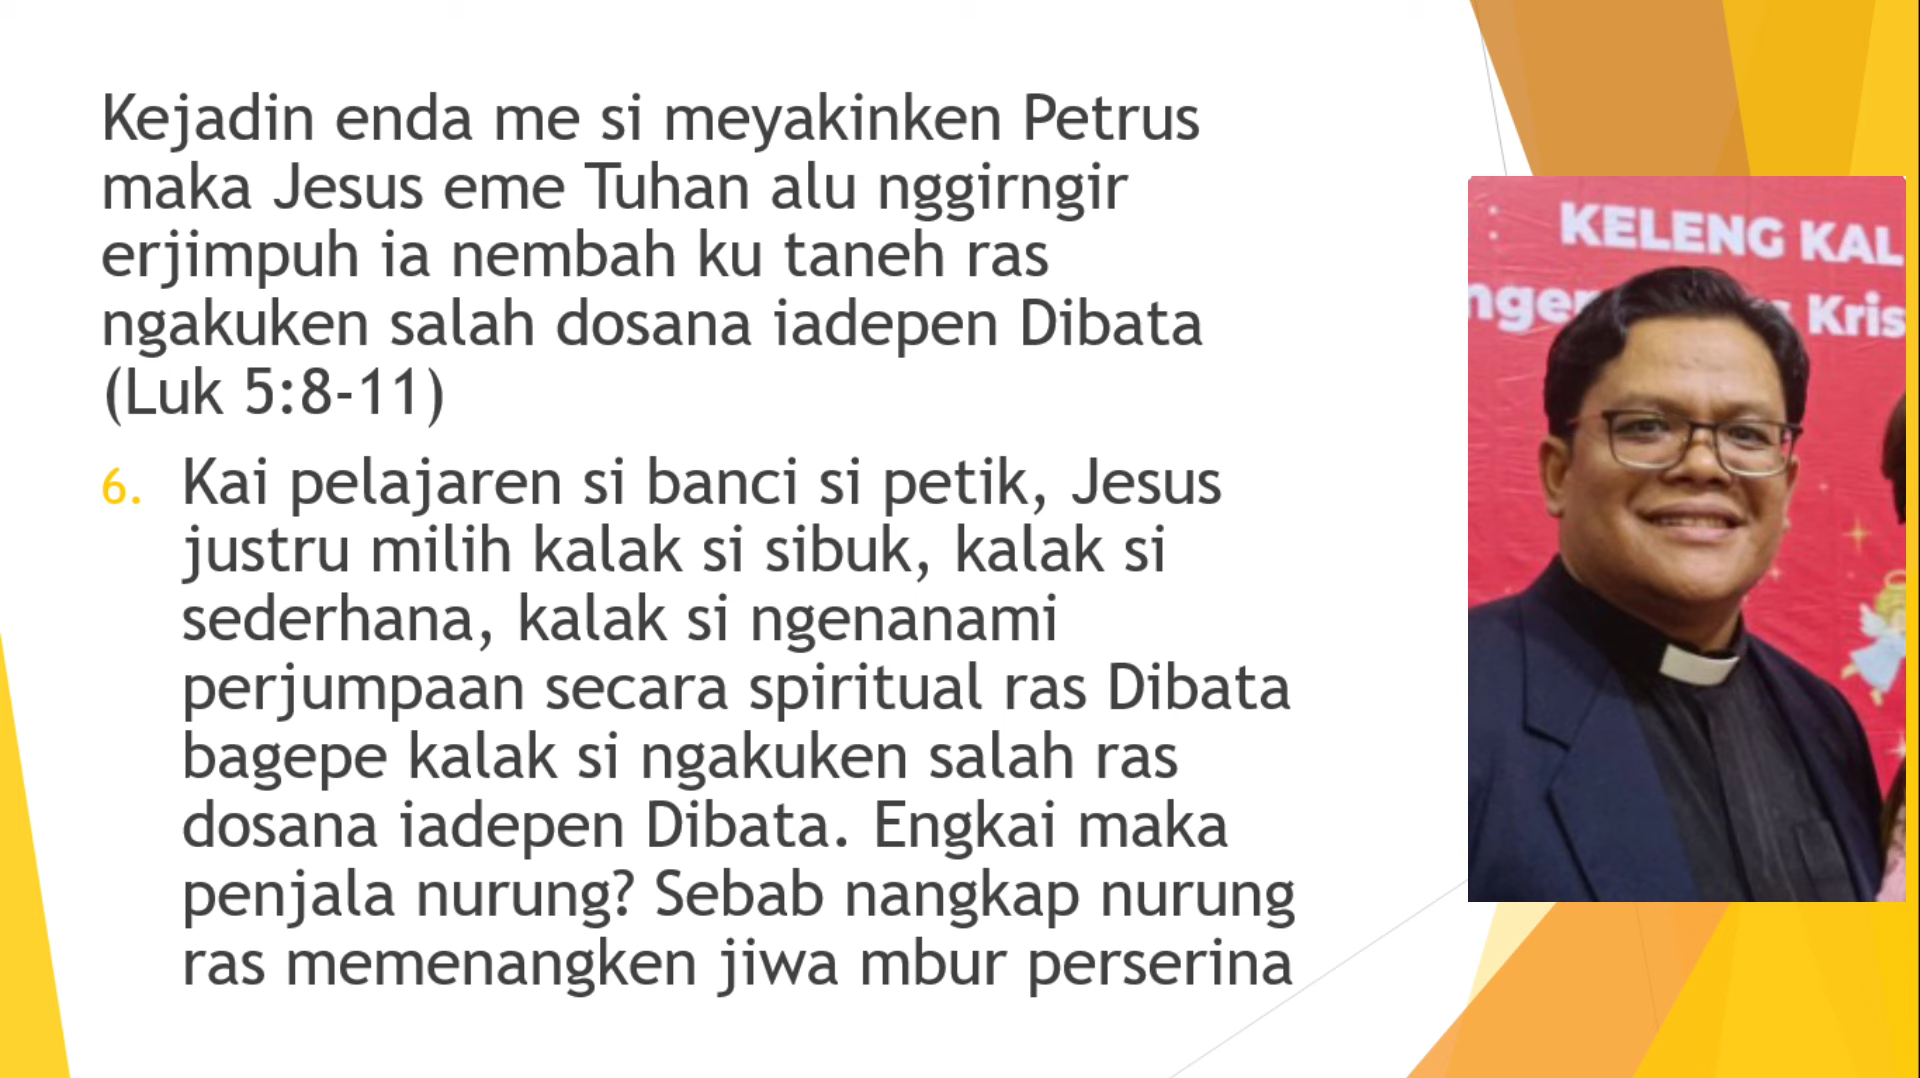 Kejadin enda me si meyakinken Petrus
maka Jesus eme Tuhan alu nggirngir
erjimpuh ia nembah ku taneh ras
ngakuken salah dosana iadepen Dibata
(Luk 5:8-11)
6. Kai pelajaren si banci si petik, Jesus
justru milih kalak si sibuk, kalak si
sederhana, kalak si ngenanami
perjumpaan secara spiritual ras Dibata
bagepe kalak si ngakuken salah ras
dosana iadepen Dibata. Engkai maka
penjala nurung? Sebab nangkap nurung
ras memenangken jiwa mbur perserina
KELENG KAL
Kris